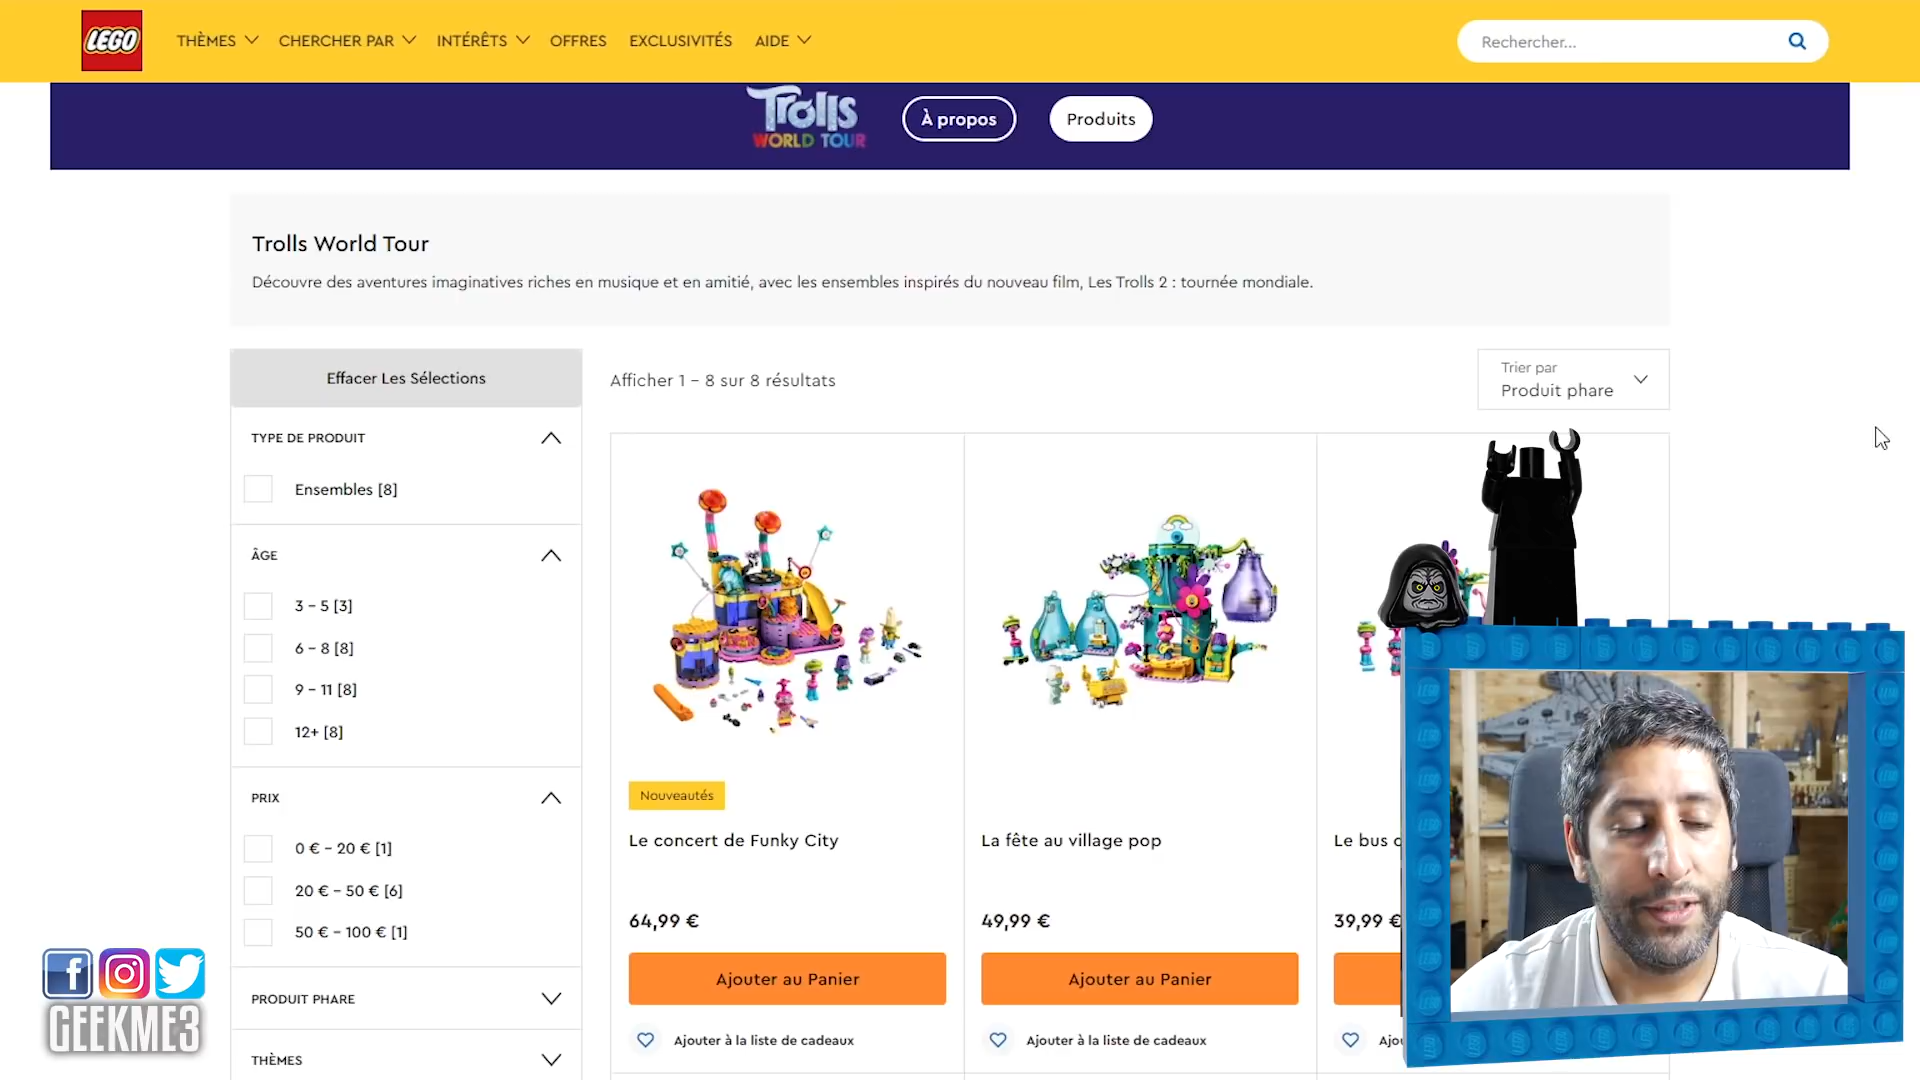 LEGO
THÈMES
CHERCHER PAR
INTÉRÊTS
OFFRES
EXCLUSIVITÉS
AIDE
Rechercher...
Trolls
WORLD TOUR
À propos
Produits
Trolls World Tour
Découvre des aventures imaginatives riches en musique et en amitié, avec les ensembles inspirés du nouveau film, Les Trolls 2 : tournée mondiale.
Effacer Les Sélections
Afficher 1 - 8 sur 8 résultats
Trier par
Produit phare
TYPE DE PRODUIT
Ensembles [8]
ÂGE
3 - 5 [3]
6 - 8 [8]
9 - 11 [8]
12+ [8]
PRIX
0 € - 20 € [1]
20 € - 50 € [6]
50 € - 100 € [1]
PRODUIT PHARE
THÈMES
Nouveautés
Le concert de Funky City
64,99 €
Ajouter au Panier
Ajouter à la liste de cadeaux
La fête au village pop
49,99 €
Ajouter au Panier
Ajouter à la liste de cadeaux
Le bus
39,99 €
GEEKME3